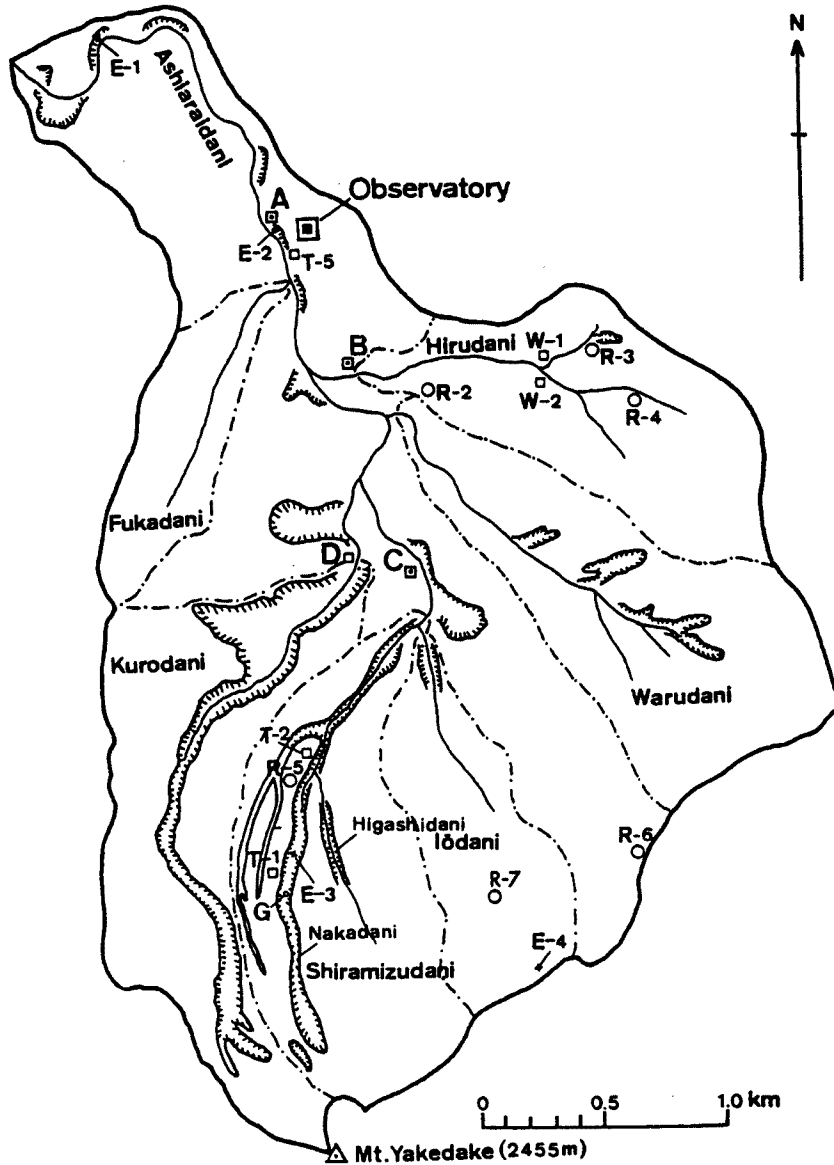 N
E-1
Ashiaraidani
A
Observatory
E-2
T-5
B
Hirudani
W-1
R-3
R-2
W-2
R-4
Fukadani
D
C
Kurodani
Warudani
T-2
R-5
Higashidani
Iōdani
R-6
T-1
E-3
R-7
G
Nakadani
E-4
Shiramizudani
0 0.5 1.0 km
Mt.Yakedake (2455m)